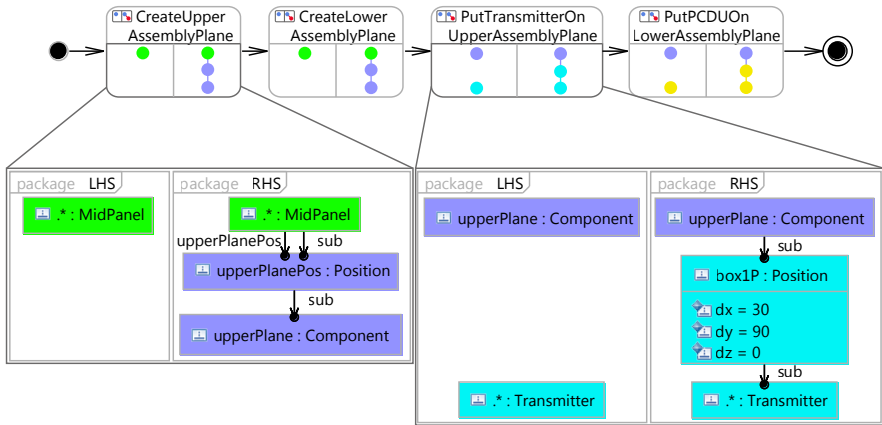 CreateUpper
AssemblyPlane
CreateLower
AssemblyPlane
PutTransmitterOn
UpperAssemblyPlane
PutPCDUOn
LowerAssemblyPlane
package LHS
.* : MidPanel
package RHS
.* : MidPanel
upperPlanePos
sub
upperPlanePos : Position
sub
upperPlane : Component
package LHS
upperPlane : Component
.* : Transmitter
package RHS
upperPlane : Component
sub
box1P : Position
dx = 30
dy = 90
dz = 0
sub
.* : Transmitter